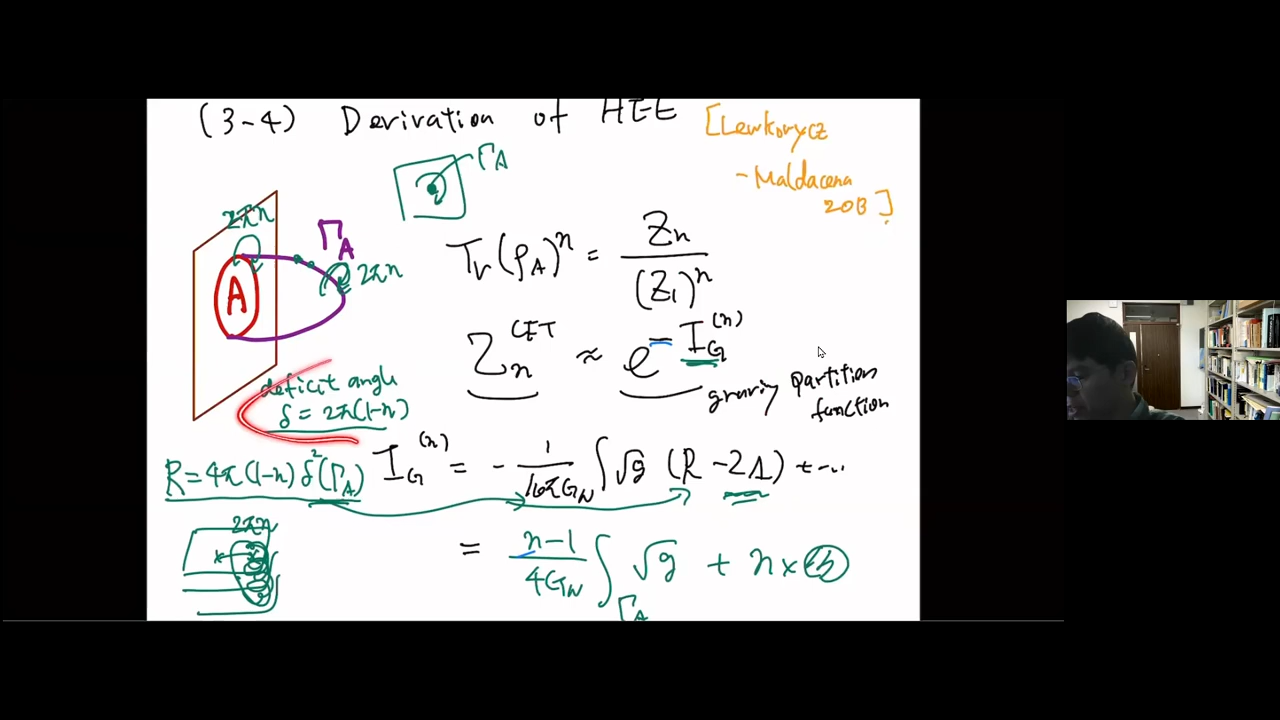 (3-4) Derivation of HEE
[Lewkowycz
-Maldacena
2013]
Γ_A
2πn
Γ_A
2πn
A
Tr(ρ_A)^n = Z_n / (Z_1)^n
Z_n^CFT ≈ e^{-I_G^(n)}
gravity partition
function
deficit angle
δ = 2π(1-n)
R = 4π(1-n) δ²(Γ_A)
I_G^(n) = - 1/(16πG_N) ∫ √g (R - 2Λ) + ...
2πn
= (n-1)/(4G_N) ∫_{Γ_A} √g + n ×